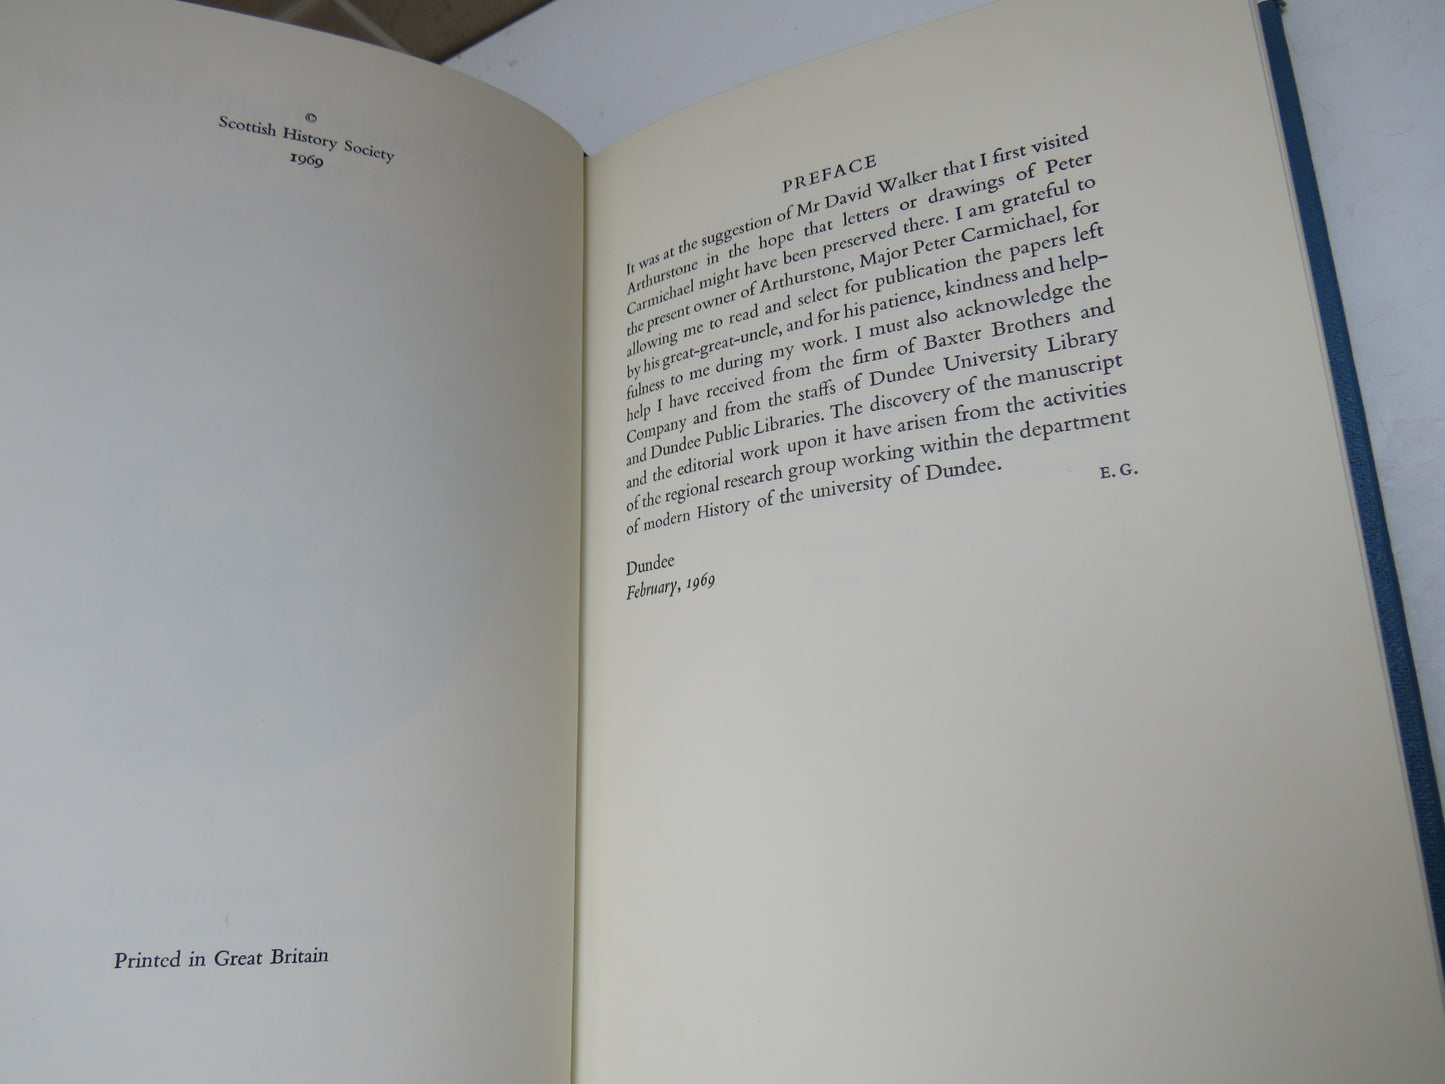 ©
Scottish History Society
1969
Printed in Great Britain
PREFACE
It was at the suggestion of Mr David Walker that I first visited
Arthurstone in the hope that letters or drawings of Peter
Carmichael might have been preserved there. I am grateful to
the present owner of Arthurstone, Major Peter Carmichael, for
allowing me to read and select for publication the papers left
by his great-great-uncle, and for his patience, kindness and help-
fulness to me during my work. I must also acknowledge the
help I have received from the firm of Baxter Brothers and
Company and from the staffs of Dundee University Library
and Dundee Public Libraries. The discovery of the manuscript
and the editorial work upon it have arisen from the activities
of the regional research group working within the department
of modern History of the university of Dundee.
E. G.
Dundee
February, 1969